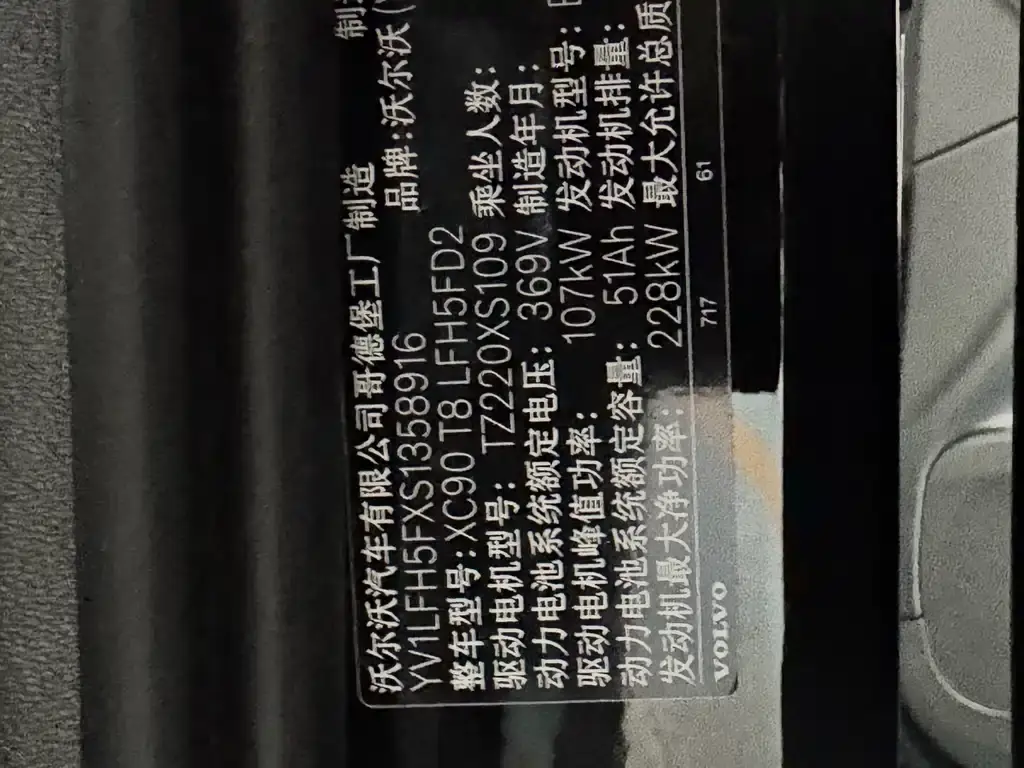 沃尔沃汽车有限公司哥德堡工厂制造
YV1LFH5FXS1358916 品牌:沃尔沃(
整车型号:XC90 T8 LFH5FD2
驱动电机型号: TZ220XS109 乘坐人数:
动力电池系统额定电压: 369V 制造年月:
驱动电机峰值功率: 107kW 发动机型号:
动力电池系统额定容量: 51Ah 发动机排量:
发动机最大净功率: 228kW 最大允许总质
VOLVO 717 61